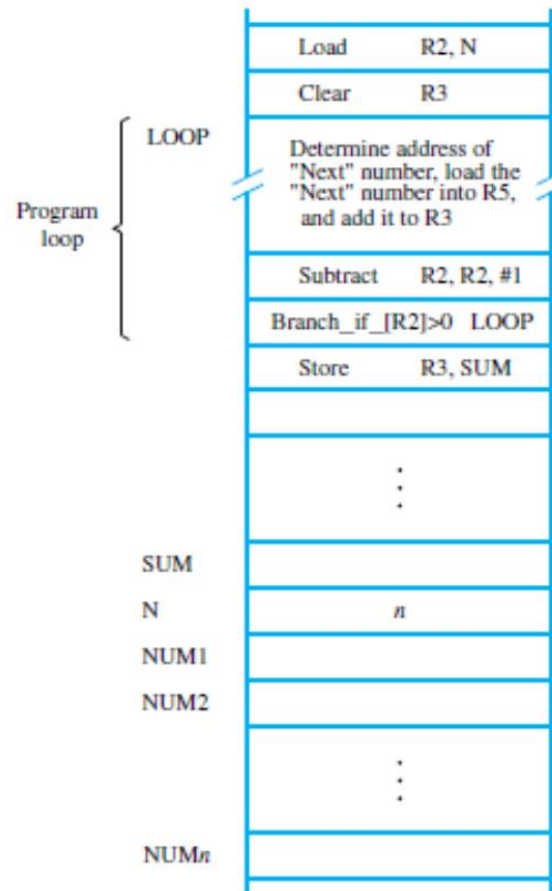 Load R2, N
Clear R3
LOOP
Determine address of
"Next" number, load the
"Next" number into R5,
and add it to R3
Program
loop
Subtract R2, R2, #1
Branch_if_[R2]>0 LOOP
Store R3, SUM
SUM
N n
NUM1
NUM2
NUMn